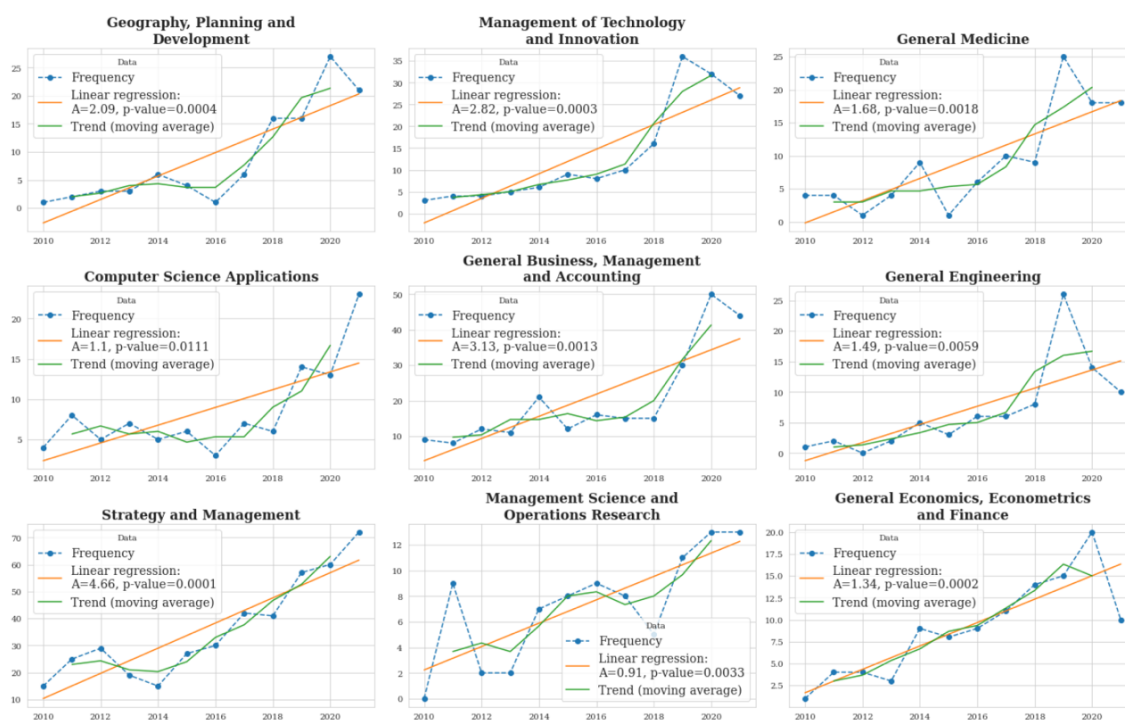 Geography, Planning and
Development
Data
Frequency
Linear regression:
A=2.09, p-value=0.0004
Trend (moving average)
25
20
15
10
5
0
2010 2012 2014 2016 2018 2020
Management of Technology
and Innovation
Data
Frequency
Linear regression:
A=2.82, p-value=0.0003
Trend (moving average)
35
30
25
20
15
10
5
0
2010 2012 2014 2016 2018 2020
General Medicine
Data
Frequency
Linear regression:
A=1.68, p-value=0.0018
Trend (moving average)
25
20
15
10
5
0
2010 2012 2014 2016 2018 2020
Computer Science Applications
Data
Frequency
Linear regression:
A=1.1, p-value=0.0111
Trend (moving average)
20
15
10
5
2010 2012 2014 2016 2018 2020
General Business, Management
and Accounting
Data
Frequency
Linear regression:
A=3.13, p-value=0.0013
Trend (moving average)
50
40
30
20
10
2010 2012 2014 2016 2018 2020
General Engineering
Data
Frequency
Linear regression:
A=1.49, p-value=0.0059
Trend (moving average)
25
20
15
10
5
0
2010 2012 2014 2016 2018 2020
Strategy and Management
Data
Frequency
Linear regression:
A=4.66, p-value=0.0001
Trend (moving average)
70
60
50
40
30
20
10
2010 2012 2014 2016 2018 2020
Management Science and
Operations Research
12
10
8
6
4
2
0
Data
Frequency
Linear regression:
A=0.91, p-value=0.0033
Trend (moving average)
2010 2012 2014 2016 2018 2020
General Economics, Econometrics
and Finance
Data
Frequency
Linear regression:
A=1.34, p-value=0.0002
Trend (moving average)
20.0
17.5
15.0
12.5
10.0
7.5
5.0
2.5
2010 2012 2014 2016 2018 2020